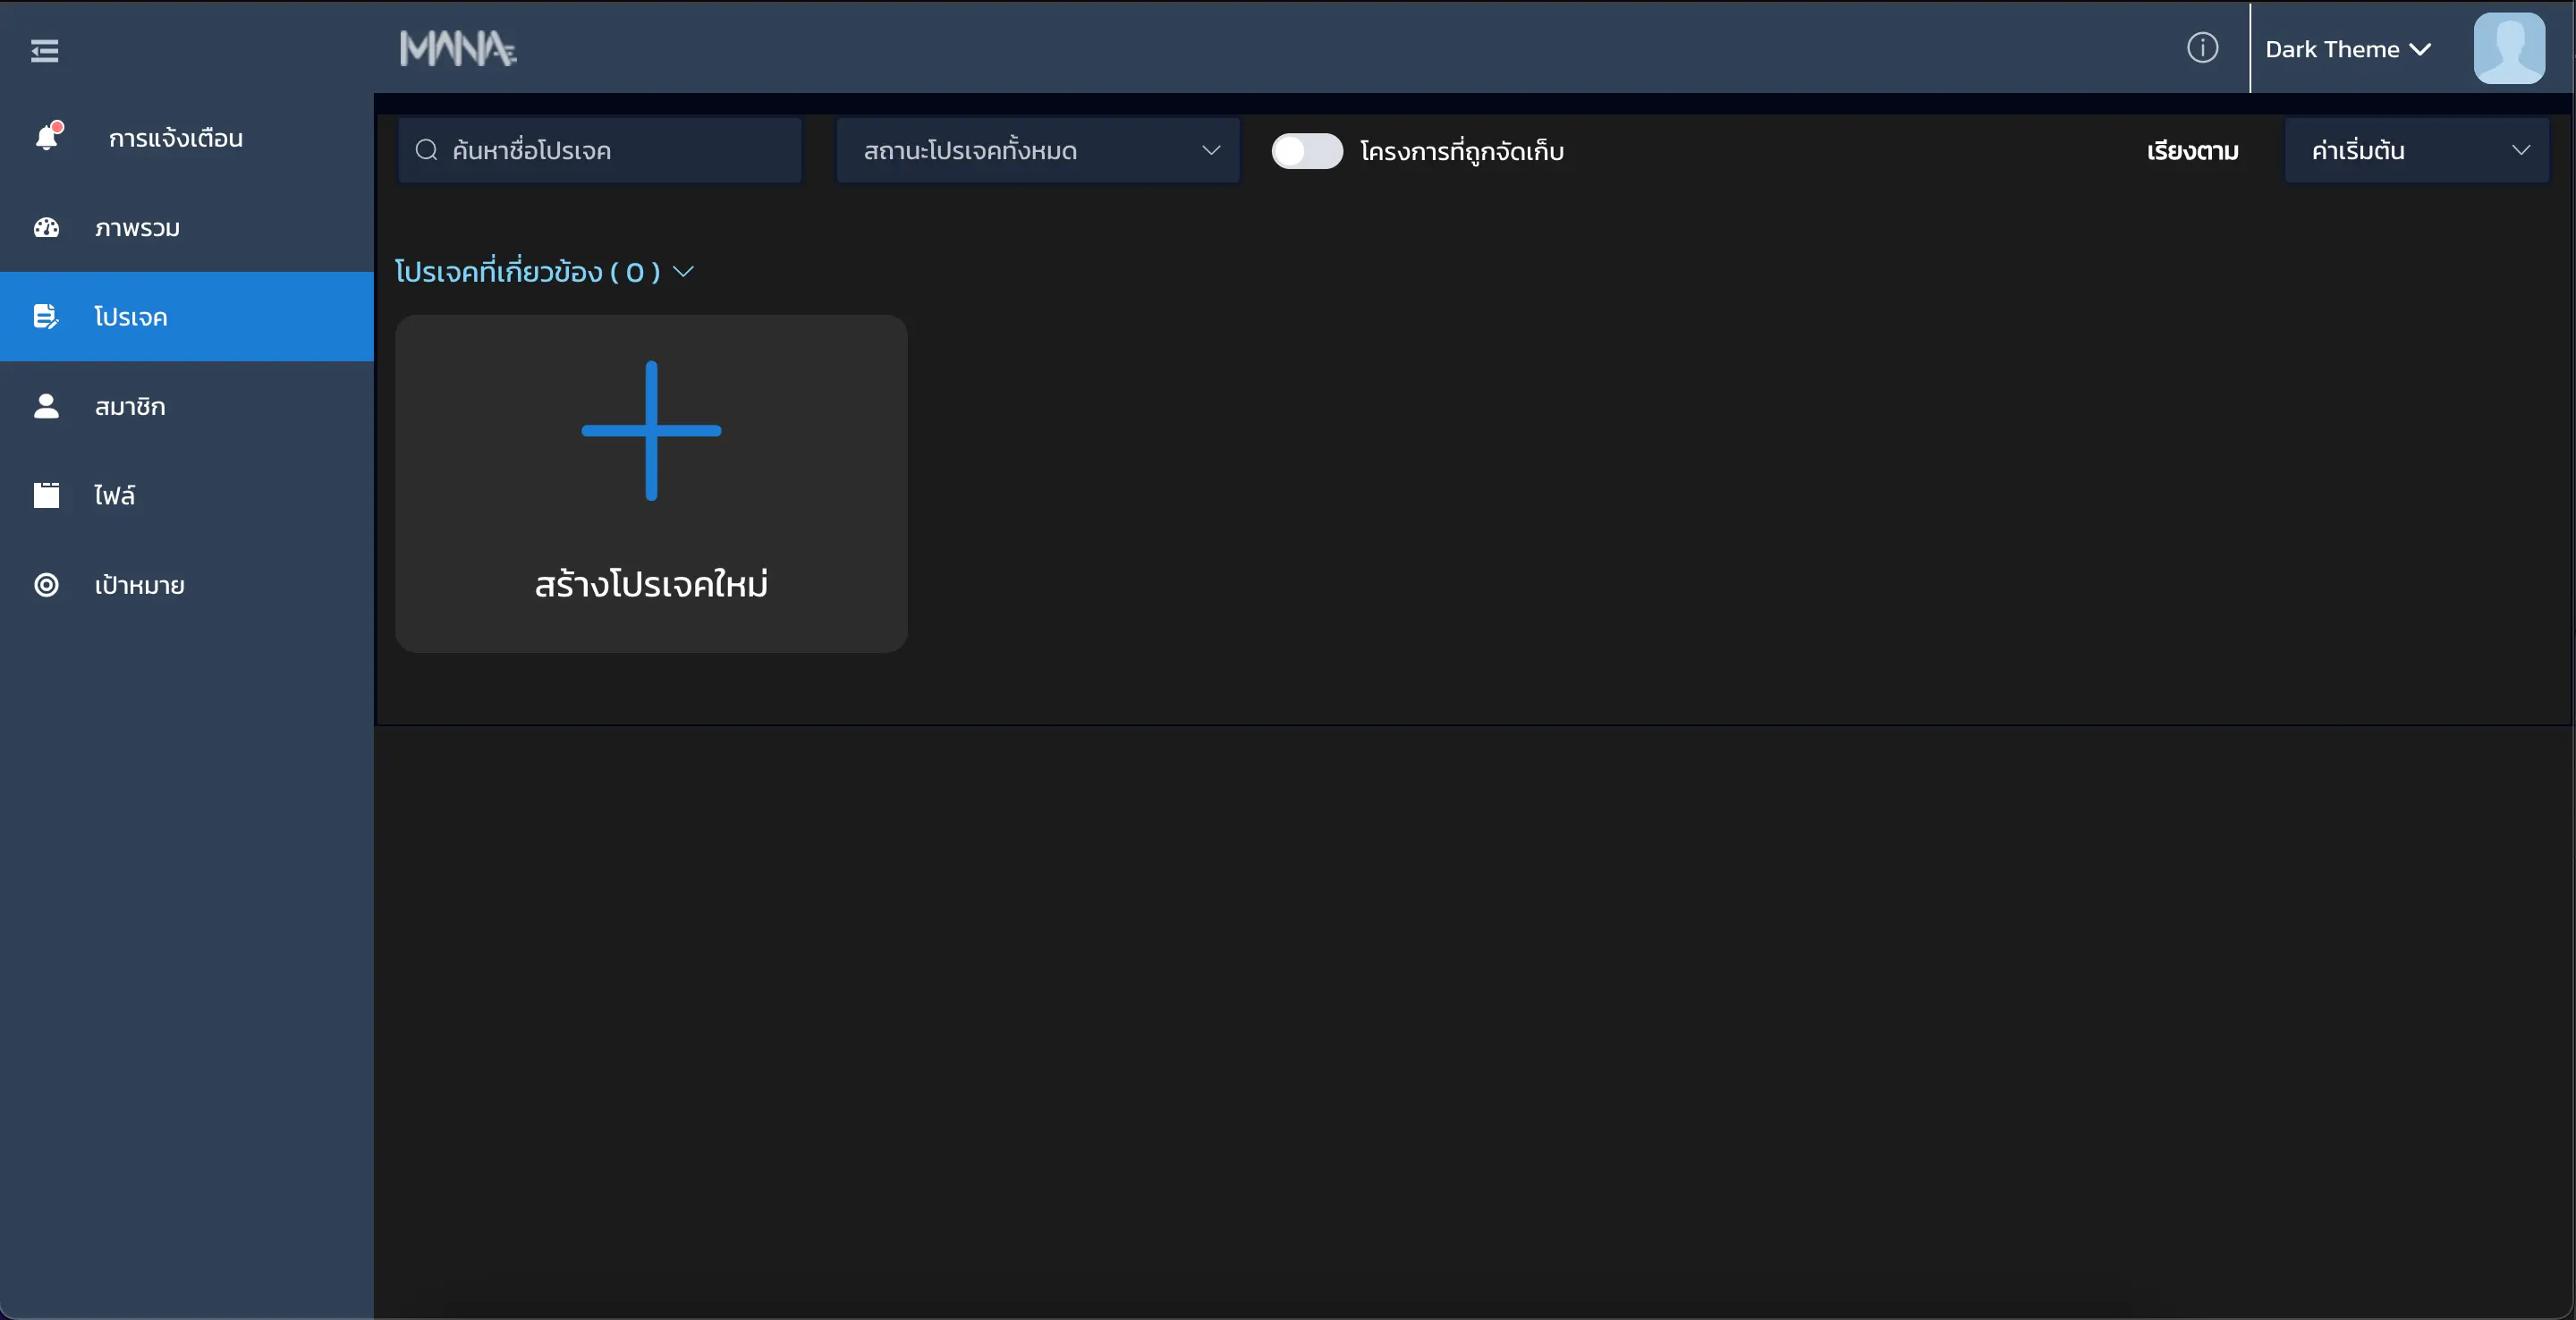 MANA
Dark Theme
การแจ้งเตือน
ภาพรวม
โปรเจค
สมาชิก
ไฟล์
เป้าหมาย
ค้นหาชื่อโปรเจค
สถานะโปรเจคทั้งหมด
โครงการที่ถูกจัดเก็บ
เรียงตาม
ค่าเริ่มต้น
โปรเจคที่เกี่ยวข้อง ( 0 )
สร้างโปรเจคใหม่